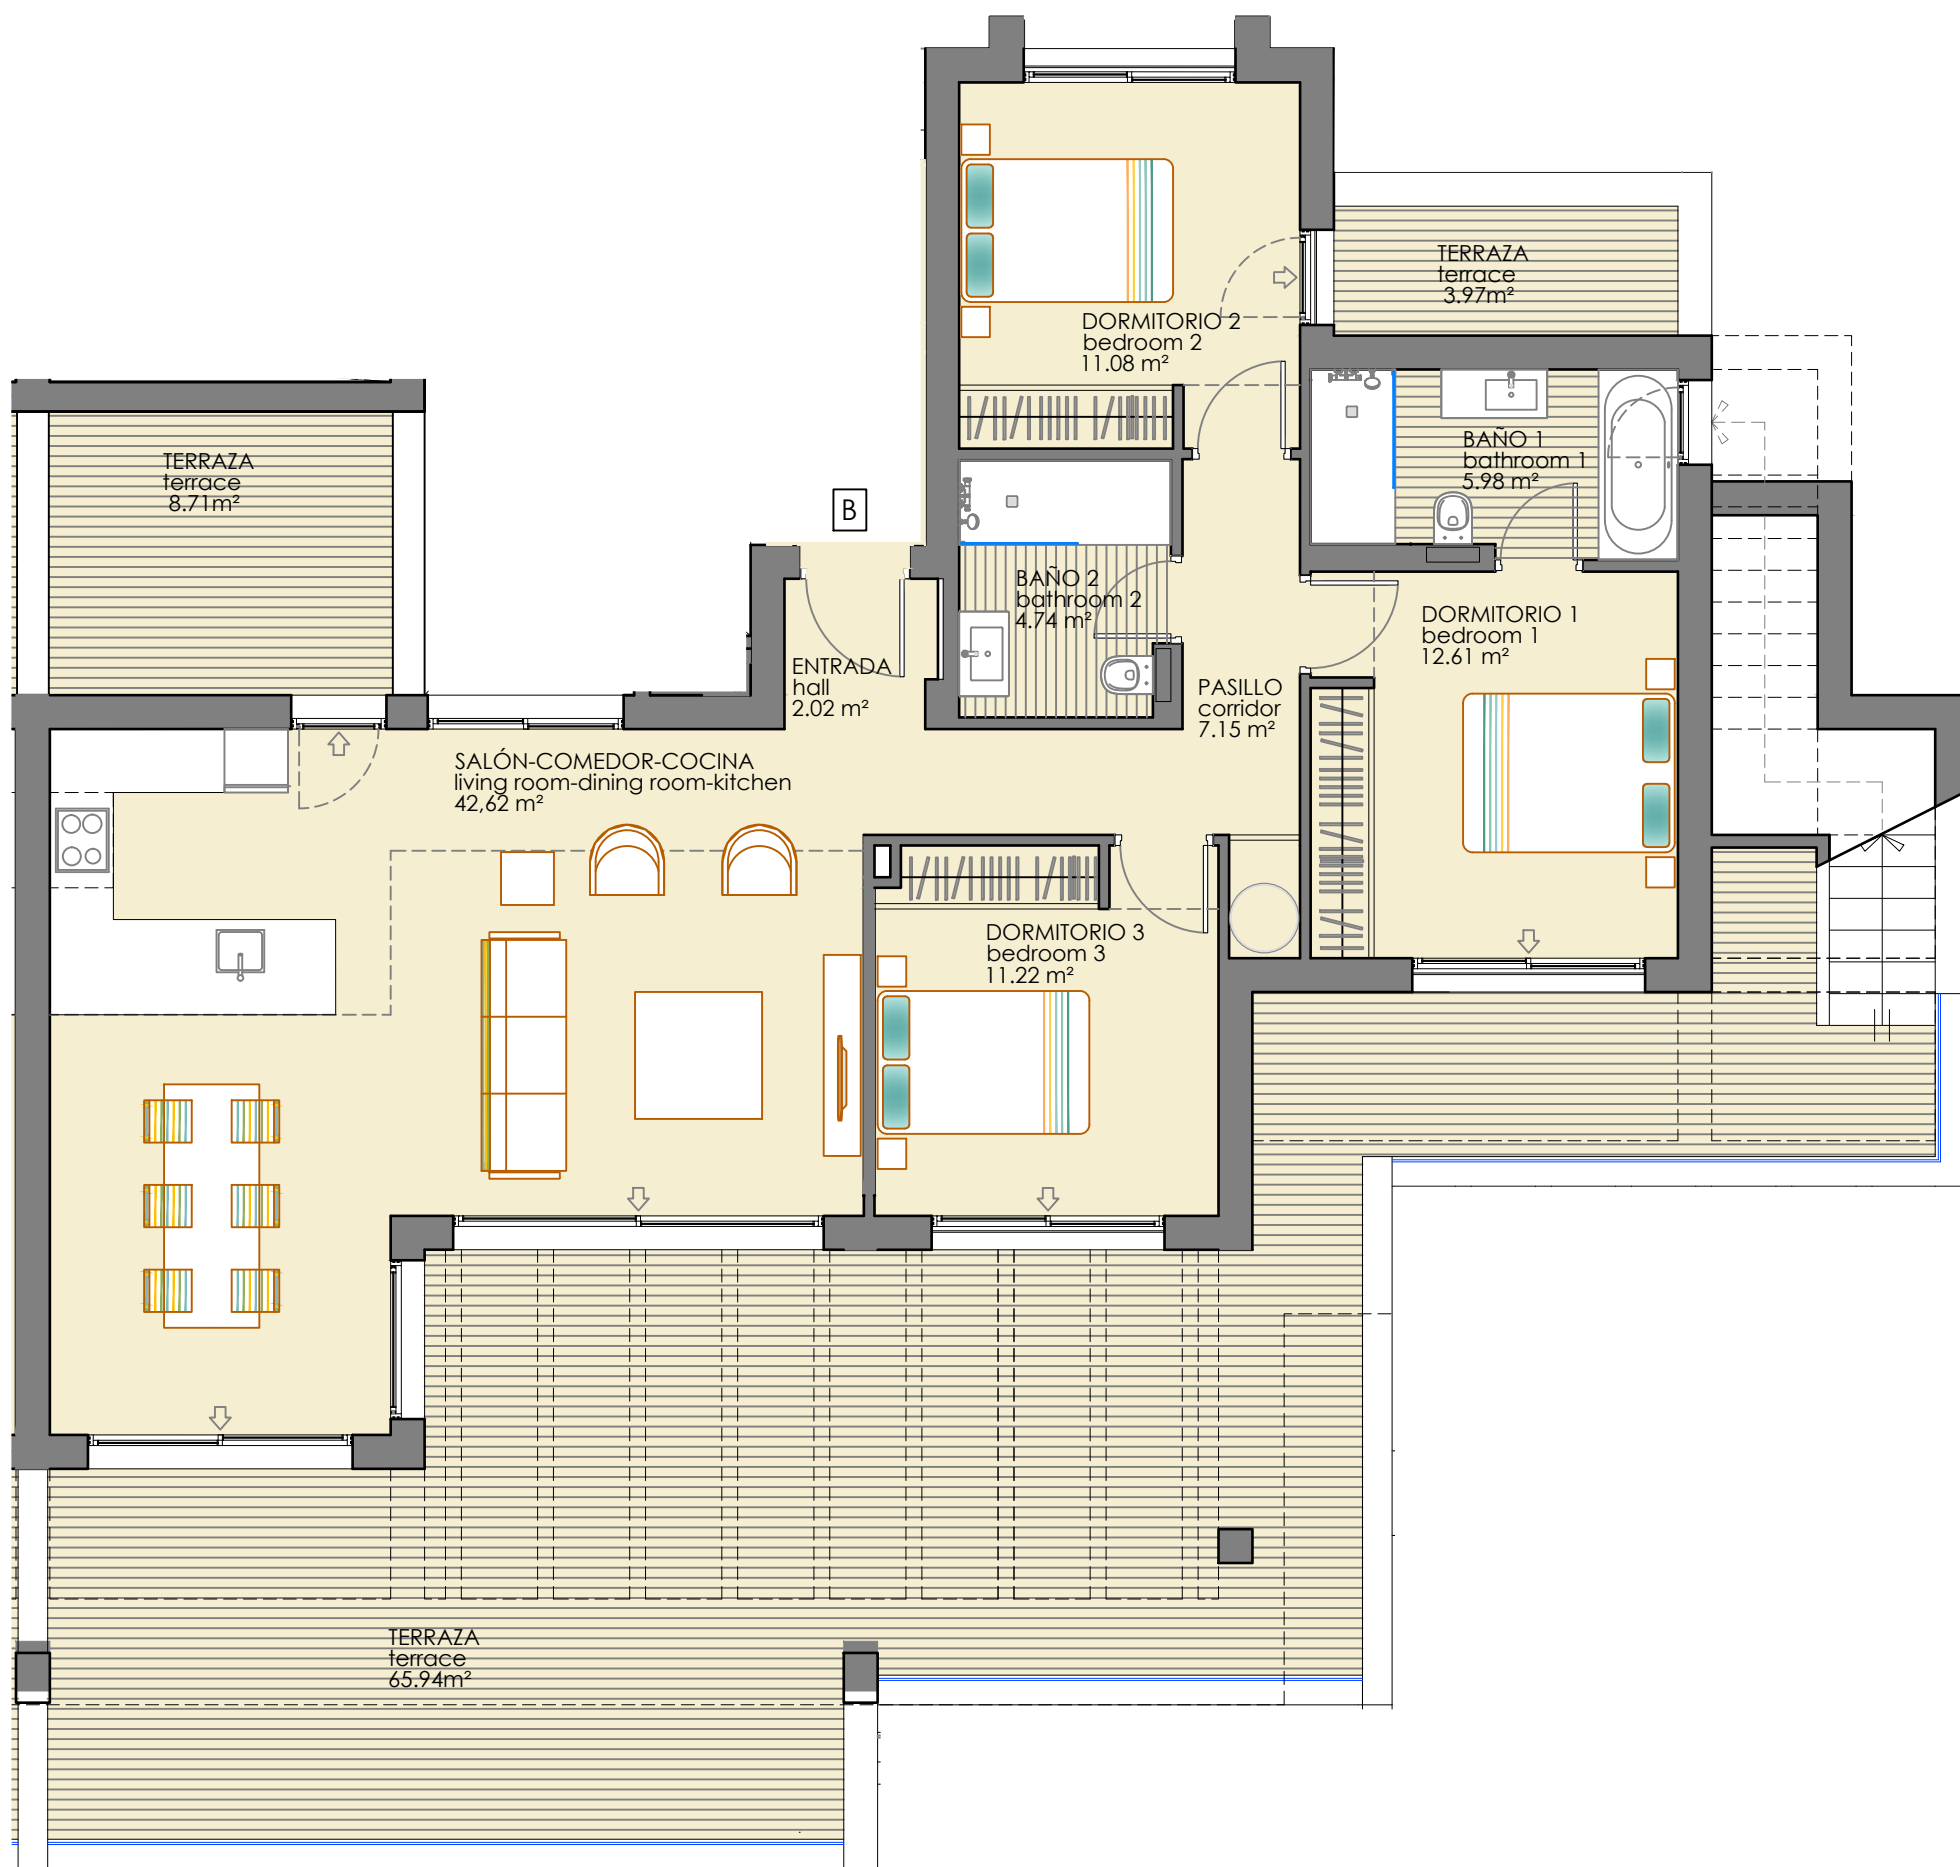 TERRAZA
terrace
3.97m²
DORMITORIO 2
bedroom 2
11.08 m²
BAÑO 1
bathroom 1
5.98 m²
TERRAZA
terrace
8.71m²
B
BAÑO 2
bathroom 2
4.74 m²
DORMITORIO 1
bedroom 1
12.61 m²
ENTRADA
hall
2.02 m²
PASILLO
corridor
7.15 m²
SALÓN-COMEDOR-COCINA
living room-dining room-kitchen
42,62 m²
DORMITORIO 3
bedroom 3
11.22 m²
TERRAZA
terrace
65.94m²